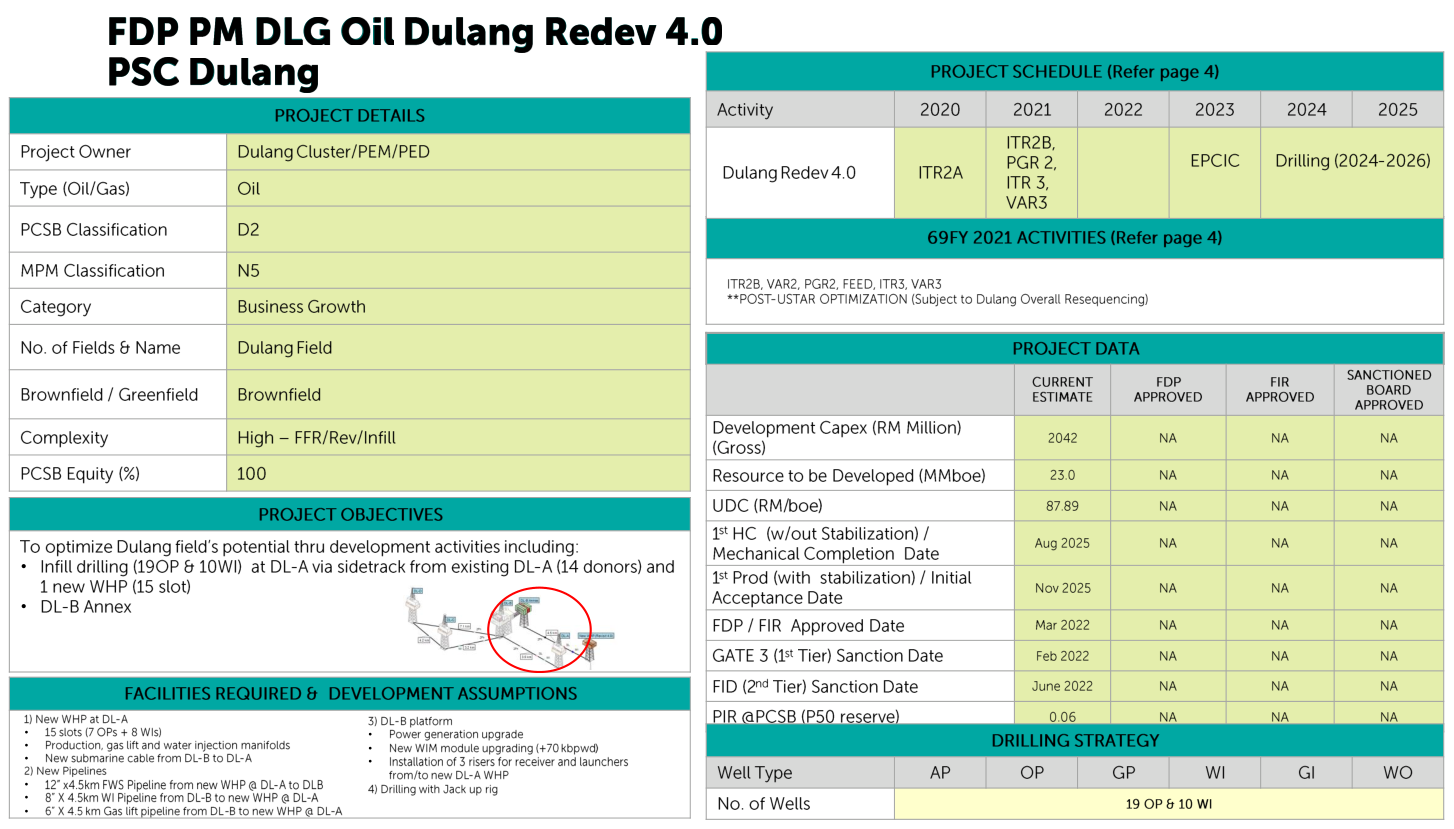 FDP PM DLG Oil Dulang Redev 4.0
PSC Dulang
PROJECT DETAILS
Project Owner Dulang Cluster/PEM/PED
Type (Oil/Gas) Oil
PCSB Classification D2
MPM Classification N5
Category Business Growth
No. of Fields & Name Dulang Field
Brownfield / Greenfield Brownfield
Complexity High – FFR/Rev/Infill
PCSB Equity (%) 100
PROJECT OBJECTIVES
To optimize Dulang field's potential thru development activities including:
• Infill drilling (19OP & 10WI) at DL-A via sidetrack from existing DL-A (14 donors) and
1 new WHP (15 slot)
• DL-B Annex
FACILITIES REQUIRED & DEVELOPMENT ASSUMPTIONS
1) New WHP at DL-A
• 15 slots (7 OPs + 8 WIs)
• Production, gas lift and water injection manifolds
• New submarine cable from DL-B to DL-A
2) New Pipelines
• 12” x4.5km FWS Pipeline from new WHP @ DL-A to DLB
• 8” X 4.5km WI Pipeline from DL-B to new WHP @ DL-A
• 6” X 4.5 km Gas lift pipeline from DL-B to new WHP @ DL-A
3) DL-B platform
• Power generation upgrade
• New WIM module upgrading (+70 kbpwd)
• Installation of 3 risers for receiver and launchers
from/to new DL-A WHP
4) Drilling with Jack up rig
PROJECT SCHEDULE (Refer page 4)
Activity 2020 2021 2022 2023 2024 2025
Dulang Redev 4.0 ITR2A
ITR2B,
PGR 2,
ITR 3,
VAR3
EPCIC Drilling (2024-2026)
69FY 2021 ACTIVITIES (Refer page 4)
ITR2B, VAR2, PGR2, FEED, ITR3, VAR3
**POST-USTAR OPTIMIZATION (Subject to Dulang Overall Resequencing)
PROJECT DATA
CURRENT
ESTIMATE
FDP
APPROVED
FIR
APPROVED
SANCTIONED
BOARD
APPROVED
Development Capex (RM Million)
(Gross) 2042 NA NA NA
Resource to be Developed (MMboe) 23.0 NA NA NA
UDC (RM/boe) 87.89 NA NA NA
1st HC (w/out Stabilization) /
Mechanical Completion Date Aug 2025 NA NA NA
1st Prod (with stabilization) / Initial
Acceptance Date Nov 2025 NA NA NA
FDP / FIR Approved Date Mar 2022 NA NA NA
GATE 3 (1st Tier) Sanction Date Feb 2022 NA NA NA
FID (2nd Tier) Sanction Date June 2022 NA NA NA
PIR @PCSB (P50 reserve) 0.06 NA NA NA
DRILLING STRATEGY
Well Type AP OP GP WI GI WO
No. of Wells 19 OP & 10 WI